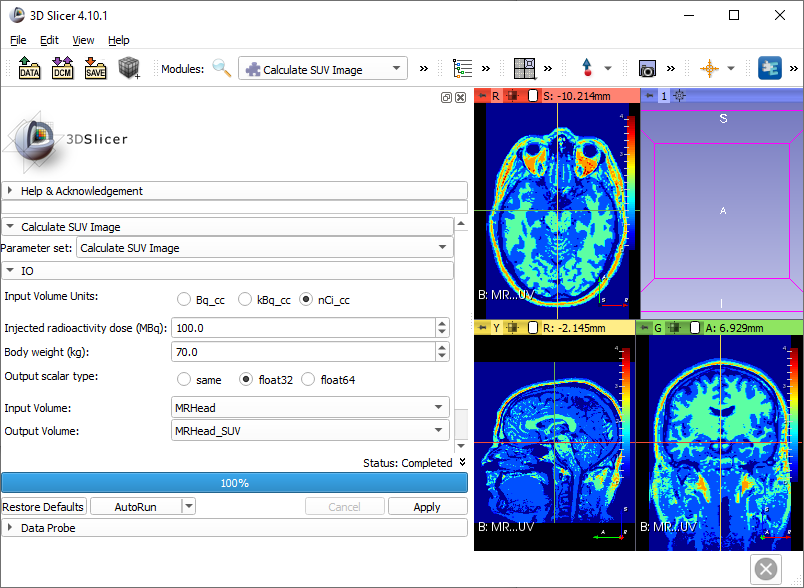 3D Slicer 4.10.1
File Edit View Help
DATA DCM SAVE Modules: Calculate SUV Image » » » » »
3DSlicer
Help & Acknowledgement
Calculate SUV Image
Parameter set: Calculate SUV Image
IO
Input Volume Units: Bq_cc kBq_cc nCi_cc
Injected radioactivity dose (MBq): 100.0
Body weight (kg): 70.0
Output scalar type: same float32 float64
Input Volume: MRHead
Output Volume: MRHead_SUV
Status: Completed
100%
Restore Defaults AutoRun Cancel Apply
Data Probe
R S: -10.214mm
4
B: MR...UV
S
R
1
S
A
I
Y R: -2.145mm
4
B: MR...UV
S
A
G A: 6.929mm
4
B: MR...UV
S
R